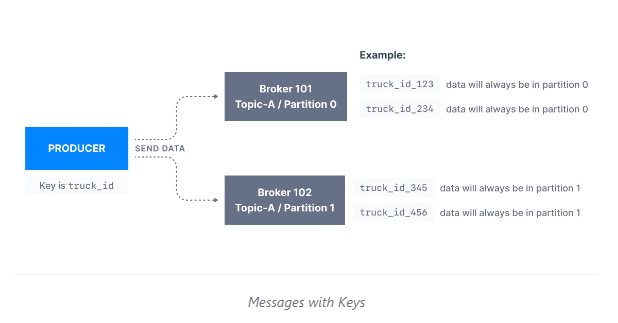 Example:
Broker 101
Topic-A / Partition 0
truck_id_123 data will always be in partition 0
truck_id_234 data will always be in partition 0
PRODUCER
SEND DATA
Key is truck_id
Broker 102
Topic-A / Partition 1
truck_id_345 data will always be in partition 1
truck_id_456 data will always be in partition 1
Messages with Keys